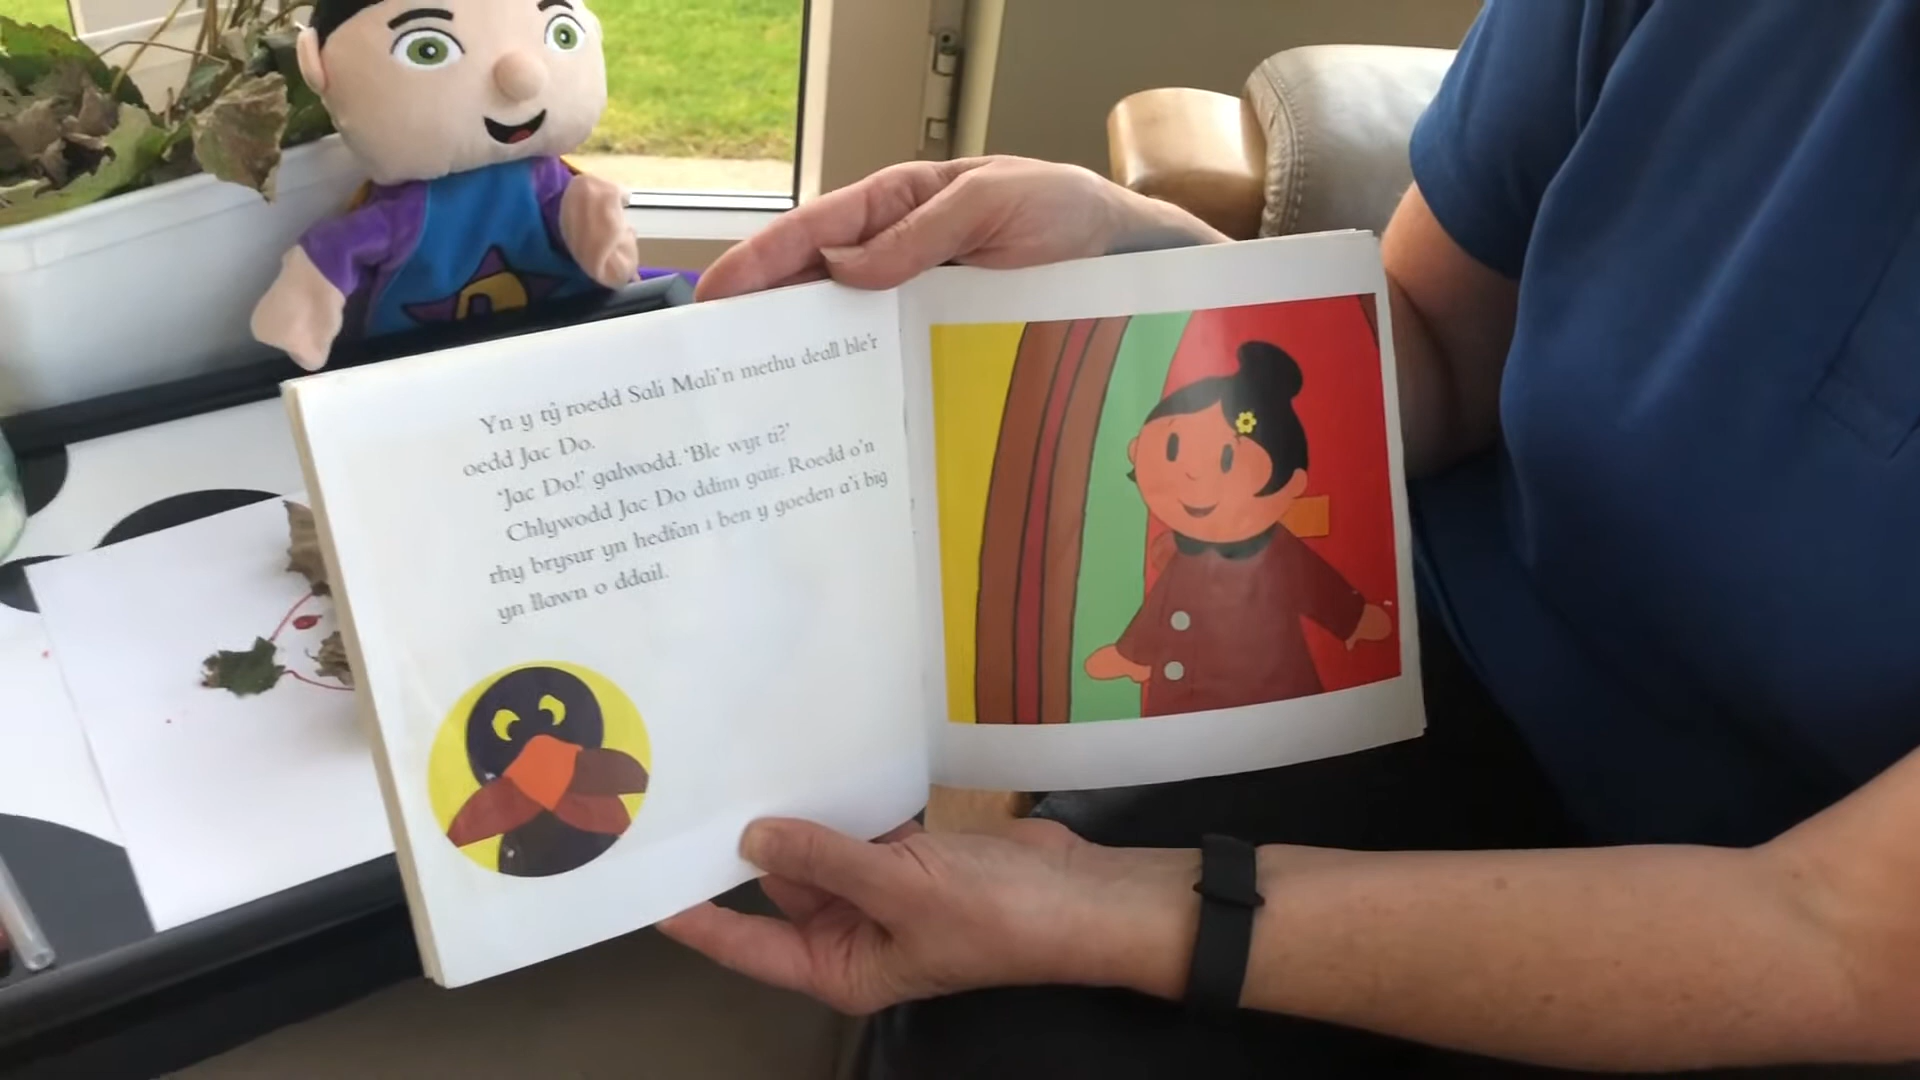 Yn y tŷ roedd Sali Mali'n methu deall ble'r
oedd Jac Do.
'Jac Do!' galwodd. 'Ble wyt ti?'
Chlywodd Jac Do ddim gair. Roedd o'n
rhy brysur yn hedfan i ben y goeden a'i big
yn llawn o ddail.